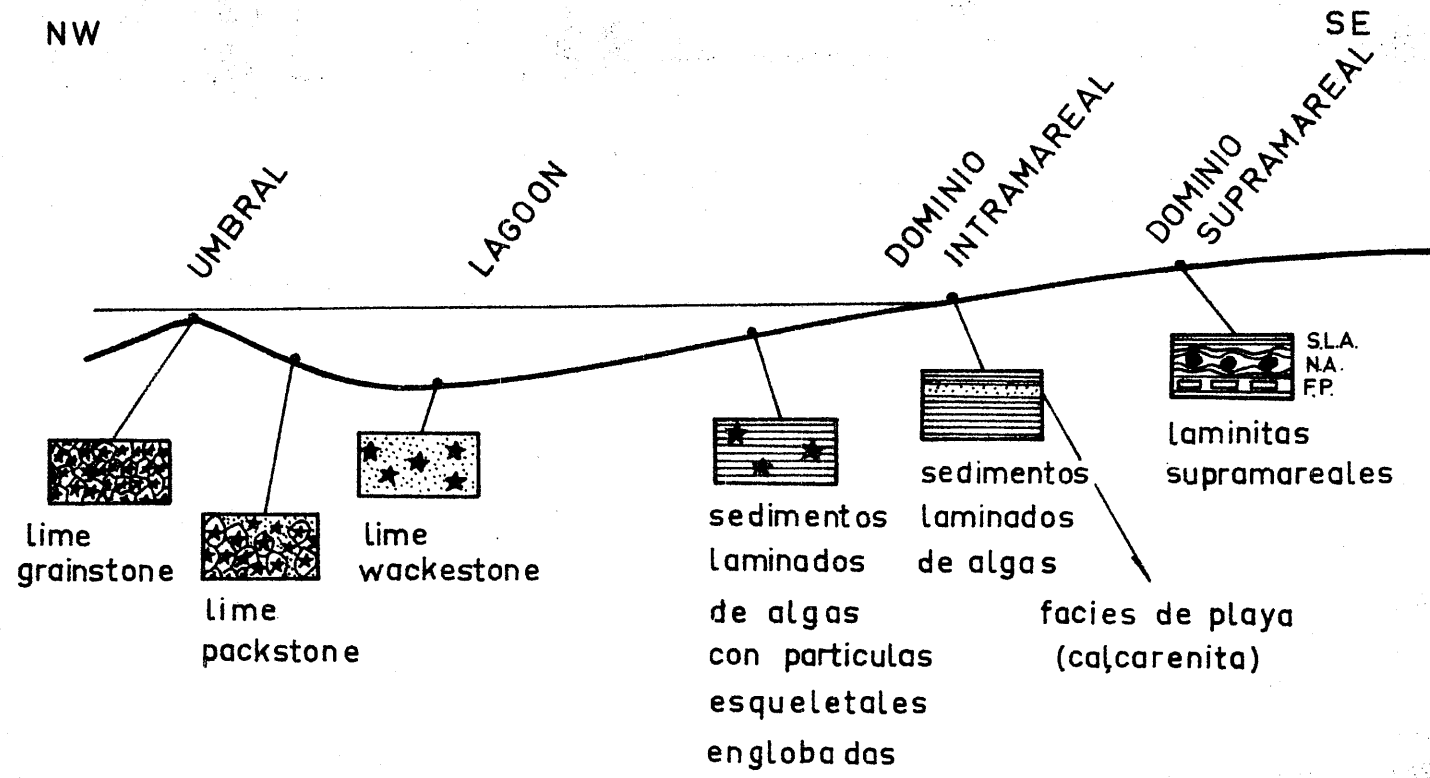 NW
SE
UMBRAL
LAGOON
DOMINIO
INTRAMAREAL
DOMINIO
SUPRAMAREAL
lime
grainstone
lime
packstone
lime
wackestone
sedimentos
laminados
de algas
con particulas
esqueletales
englobadas
sedimentos
laminados
de algas
facies de playa
(calcarenita)
S.L.A.
N.A.
F.P.
laminitas
supramareales